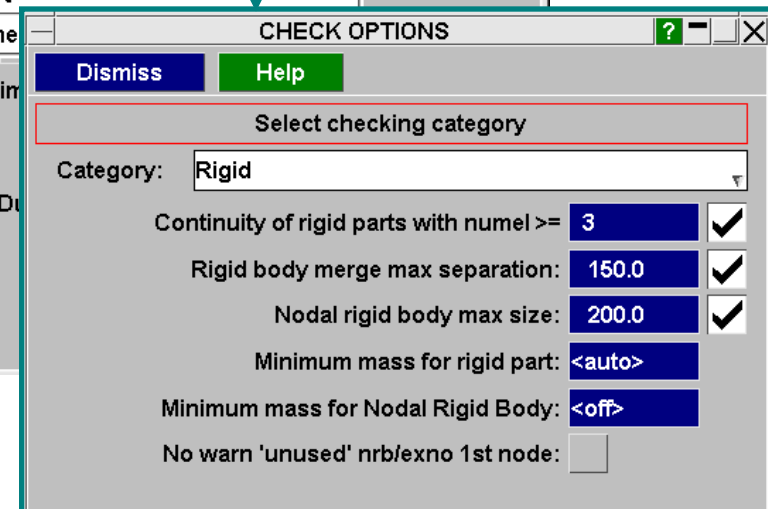 CHECK OPTIONS ?
Dismiss Help
Select checking category
Category: Rigid
Continuity of rigid parts with numel >= 3
Rigid body merge max separation: 150.0
Nodal rigid body max size: 200.0
Minimum mass for rigid part: <auto>
Minimum mass for Nodal Rigid Body: <off>
No warn 'unused' nrb/exno 1st node: